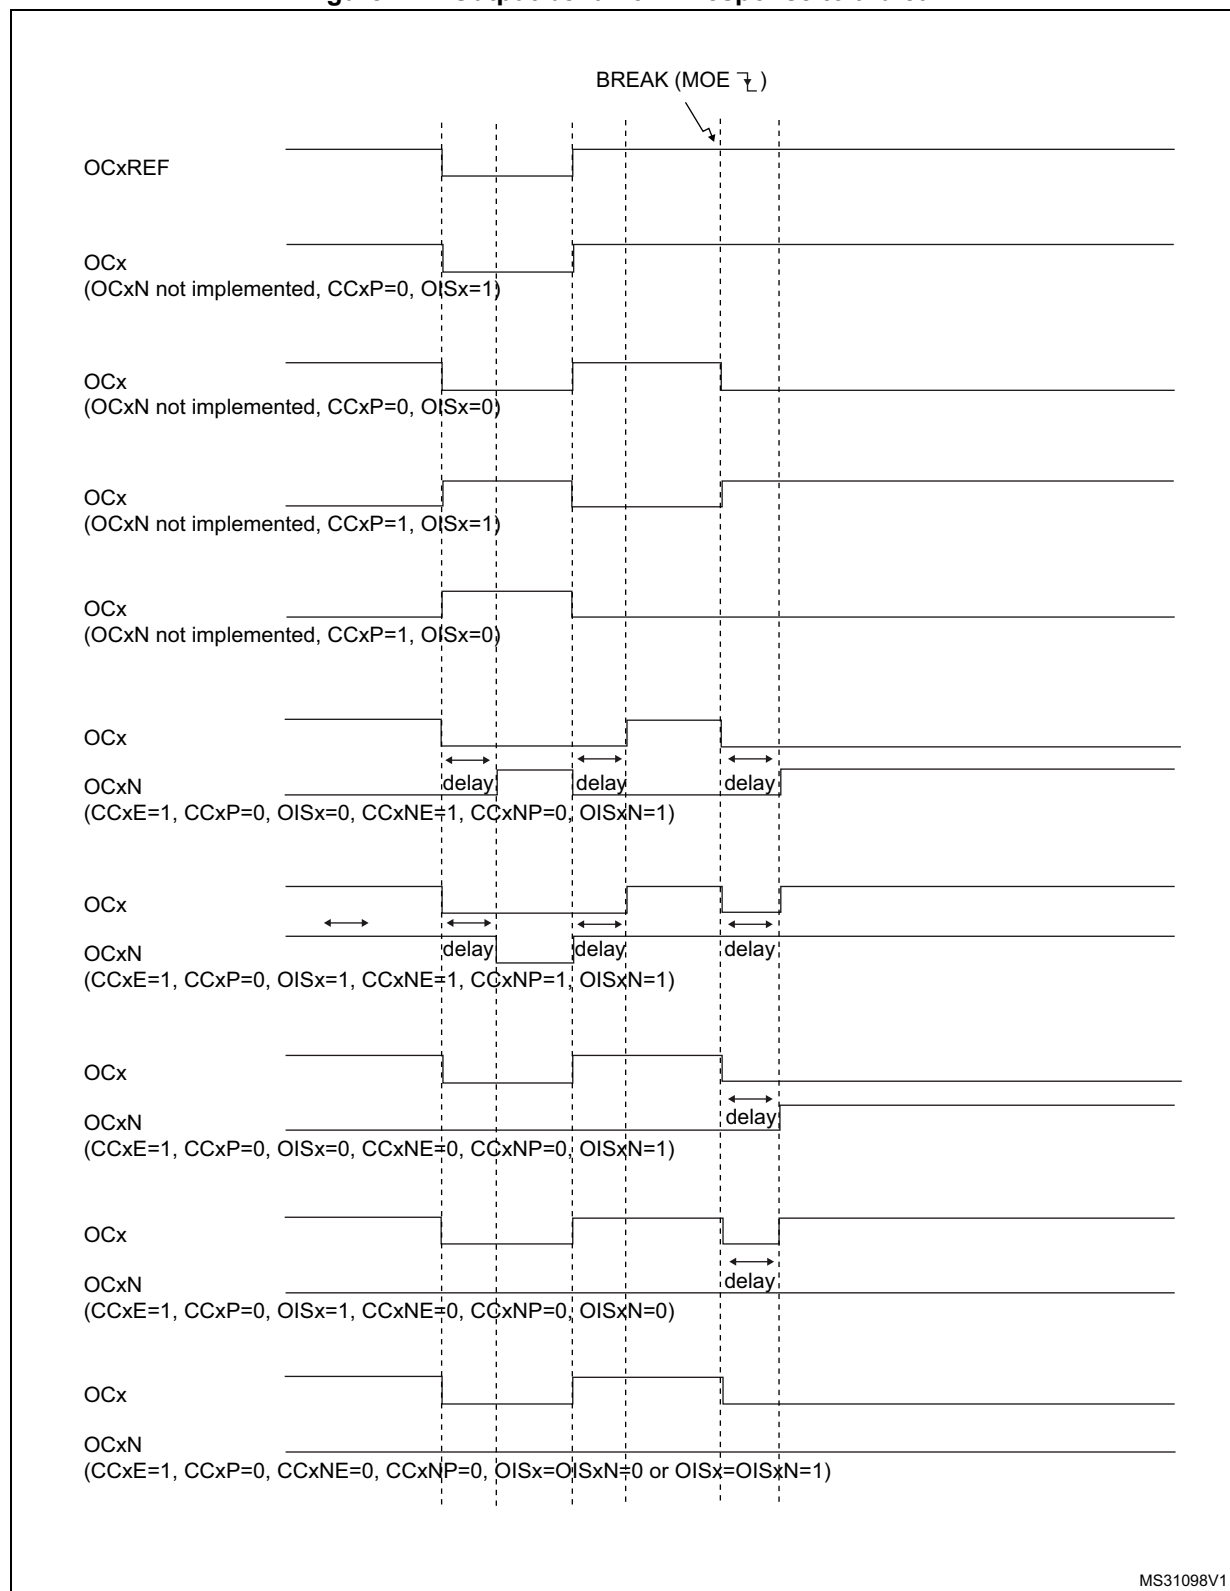 BREAK (MOE )
OCxREF
OCx
(OCxN not implemented, CCxP=0, OISx=1)
OCx
(OCxN not implemented, CCxP=0, OISx=0)
OCx
(OCxN not implemented, CCxP=1, OISx=1)
OCx
(OCxN not implemented, CCxP=1, OISx=0)
OCx
delay delay delay
OCxN
(CCxE=1, CCxP=0, OISx=0, CCxNE=1, CCxNP=0, OISxN=1)
OCx
delay delay delay
OCxN
(CCxE=1, CCxP=0, OISx=1, CCxNE=1, CCxNP=1, OISxN=1)
OCx
delay
OCxN
(CCxE=1, CCxP=0, OISx=0, CCxNE=0, CCxNP=0, OISxN=1)
OCx
delay
OCxN
(CCxE=1, CCxP=0, OISx=1, CCxNE=0, CCxNP=0, OISxN=0)
OCx
OCxN
(CCxE=1, CCxP=0, CCxNE=0, CCxNP=0, OISx=OISxN=0 or OISx=OISxN=1)
MS31098V1